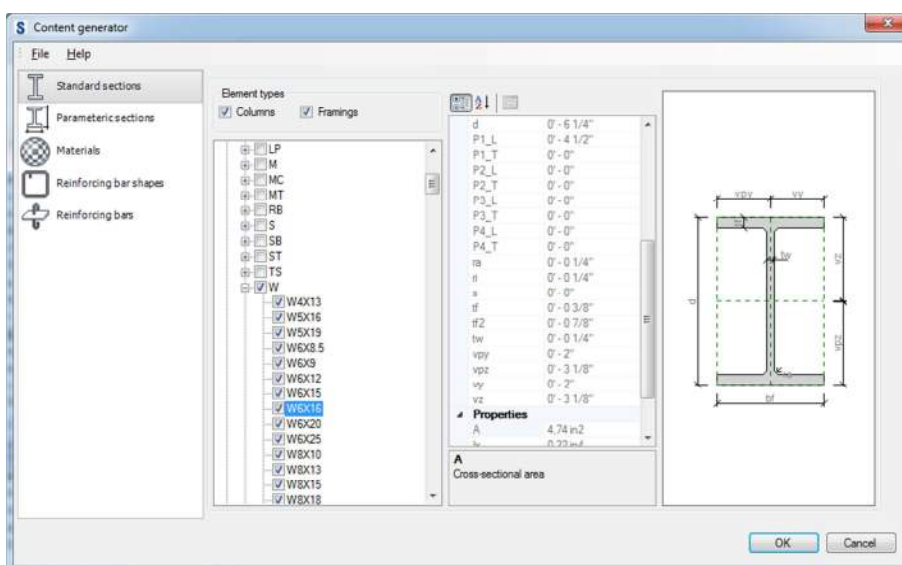 Content generator
File Help
Standard sections
Parametric sections
Materials
Reinforcing bar shapes
Reinforcing bars
Element types
Columns Framings
LP
M
MC
MT
RB
S
SB
ST
TS
W
W4X13
W5X16
W5X19
W6X8.5
W6X9
W6X12
W6X15
W6X16
W6X20
W6X25
W8X10
W8X13
W8X15
W8X18
d 0' - 6 1/4"
P1_L 0' - 4 1/2"
P1_T 0' - 0"
P2_L 0' - 0"
P2_T 0' - 0"
P3_L 0' - 0"
P3_T 0' - 0"
P4_L 0' - 0"
P4_T 0' - 0"
ra 0' - 0 1/4"
0' - 0 1/4"
s 0' - 0"
tf 0' - 0 3/8"
tf2 0' - 0 7/8"
tw 0' - 0 1/4"
vpy 0' - 2"
vpz 0' - 3 1/8"
vy 0' - 2"
vz 0' - 3 1/8"
Properties
A 4.74 in2
A
Cross-sectional area
vpy vy
tw
d
vz
vpz
bf
OK Cancel